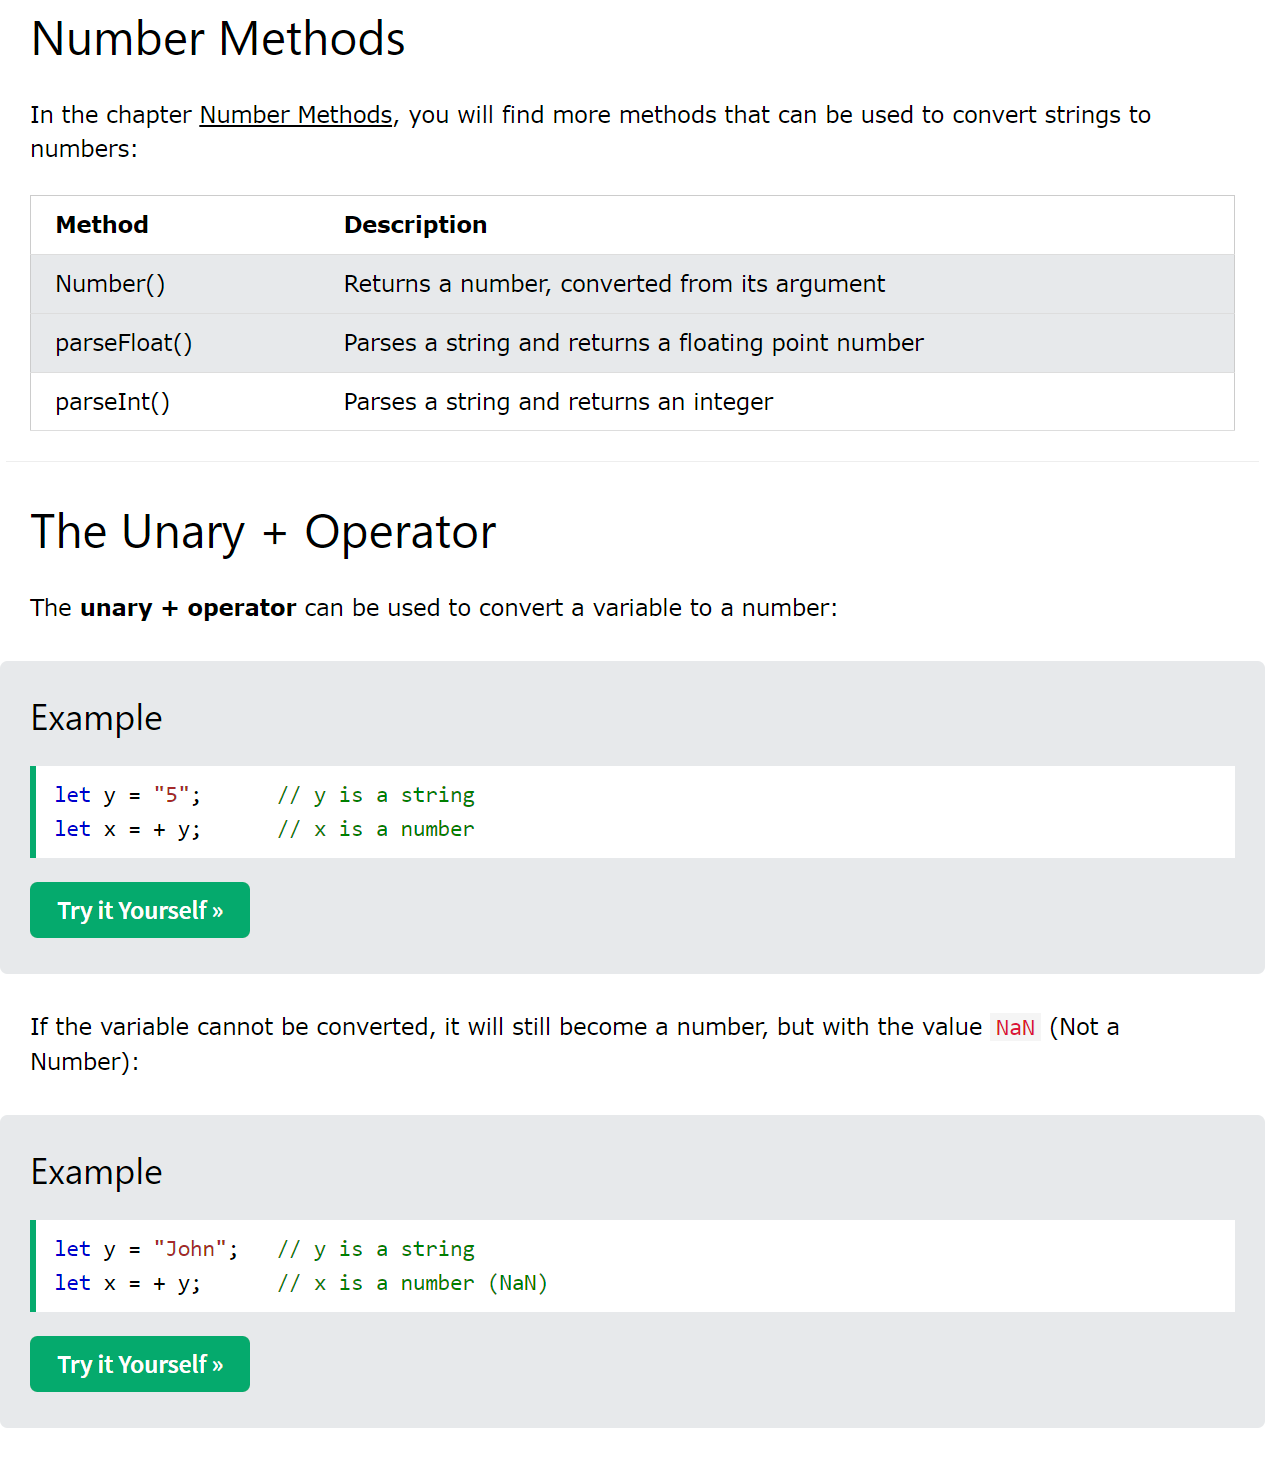 Number Methods
In the chapter Number Methods, you will find more methods that can be used to convert strings to
numbers:
Method Description
Number() Returns a number, converted from its argument
parseFloat() Parses a string and returns a floating point number
parseInt() Parses a string and returns an integer
The Unary + Operator
The unary + operator can be used to convert a variable to a number:
Example
let y = "5";      // y is a string
let x = + y;      // x is a number
Try it Yourself »
If the variable cannot be converted, it will still become a number, but with the value NaN (Not a
Number):
Example
let y = "John";   // y is a string
let x = + y;      // x is a number (NaN)
Try it Yourself »